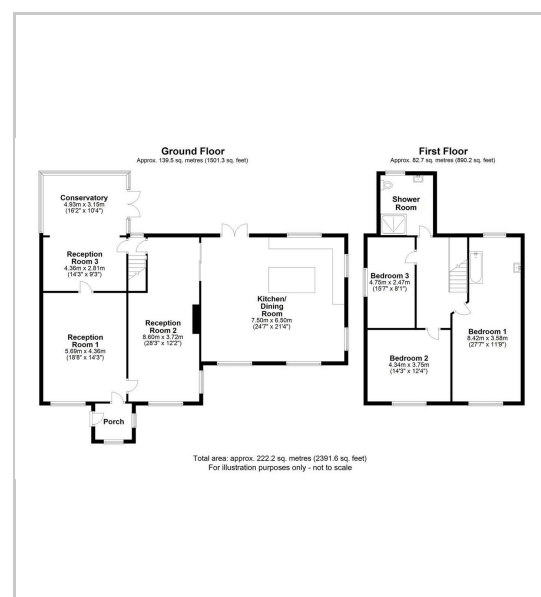 Ground Floor
Approx. 139.5 sq. metres (1501.3 sq. feet)
Conservatory
4.93m x 3.15m
(16'2" x 10'4")
Reception
Room 3
4.36m x 2.81m
(14'3" x 9'3")
Reception
Room 1
5.69m x 4.36m
(18'8" x 14'3")
Reception
Room 2
8.60m x 3.72m
(28'3" x 12'2")
Kitchen/
Dining
Room
7.50m x 6.50m
(24'7" x 21'4")
Porch
First Floor
Approx. 82.7 sq. metres (890.2 sq. feet)
Shower
Room
Bedroom 3
4.75m x 2.47m
(15'7" x 8'1")
Bedroom 2
4.34m x 3.75m
(14'3" x 12'4")
Bedroom 1
8.42m x 3.58m
(27'7" x 11'9")
Total area: approx. 222.2 sq. metres (2391.6 sq. feet)
For illustration purposes only - not to scale